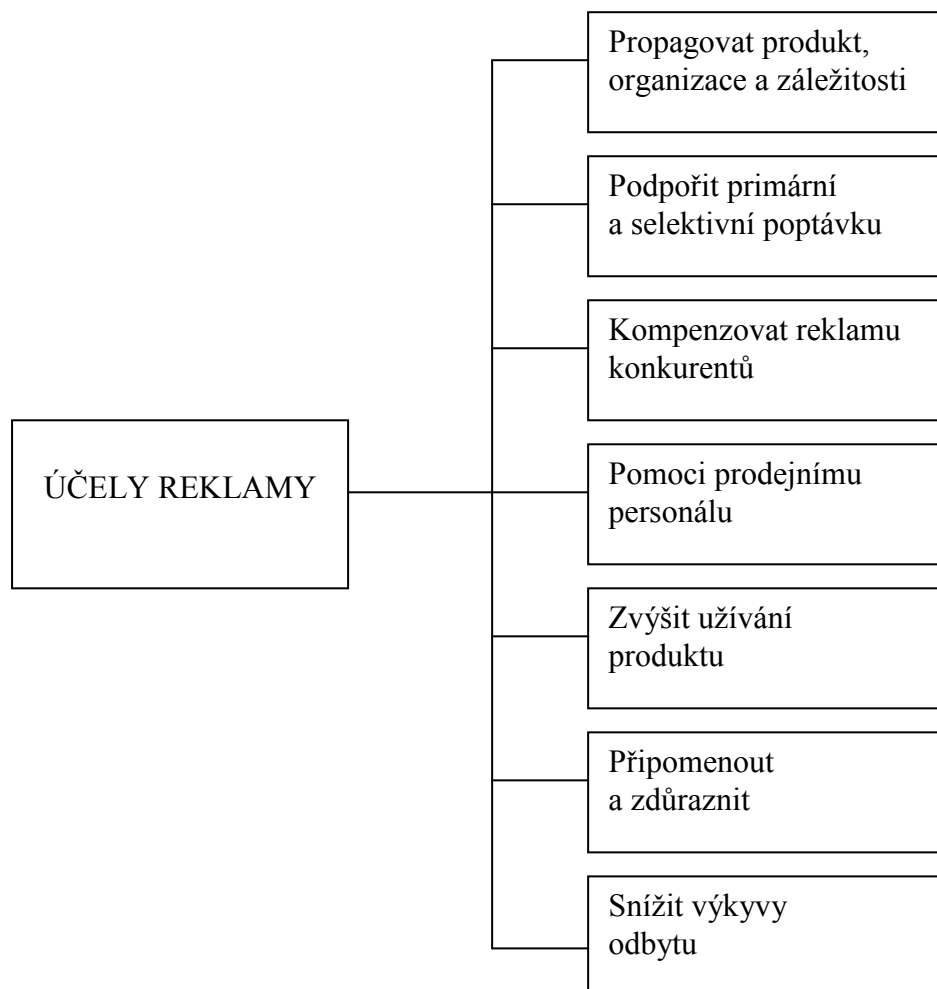 Propagovat produkt,
organizace a záležitosti
Podpořit primární
a selektivní poptávku
Kompenzovat reklamu
konkurentů
ÚČELY REKLAMY
Pomoci prodejnímu
personálu
Zvýšit užívání
produktu
Připomenout
a zdůraznit
Snížit výkyvy
odbytu